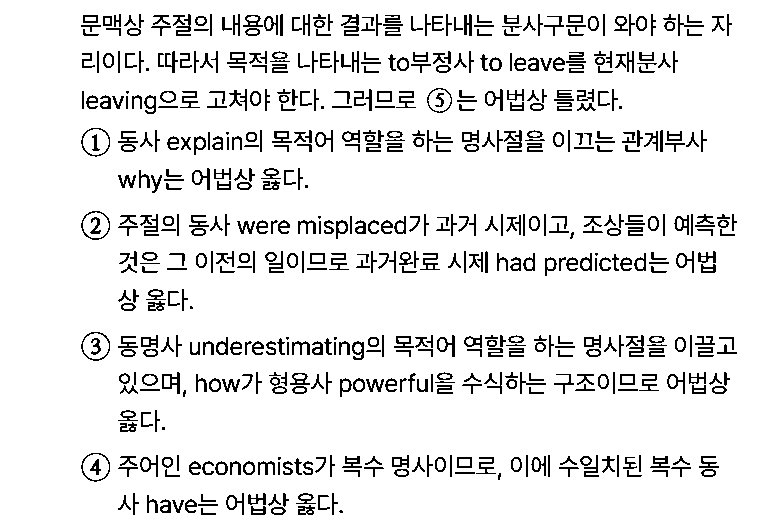 문맥상 주절의 내용에 대한 결과를 나타내는 분사구문이 와야 하는 자
리이다. 따라서 목적을 나타내는 to부정사 to leave를 현재분사
leaving으로 고쳐야 한다. 그러므로 ⑤는 어법상 틀렸다.
① 동사 explain의 목적어 역할을 하는 명사절을 이끄는 관계부사
why는 어법상 옳다.
② 주절의 동사 were misplaced가 과거 시제이고, 조상들이 예측한
것은 그 이전의 일이므로 과거완료 시제 had predicted는 어법
상 옳다.
③ 동명사 underestimating의 목적어 역할을 하는 명사절을 이끌고
있으며, how가 형용사 powerful을 수식하는 구조이므로 어법상
옳다.
④ 주어인 economists가 복수 명사이므로, 이에 수일치된 복수 동
사 have는 어법상 옳다.